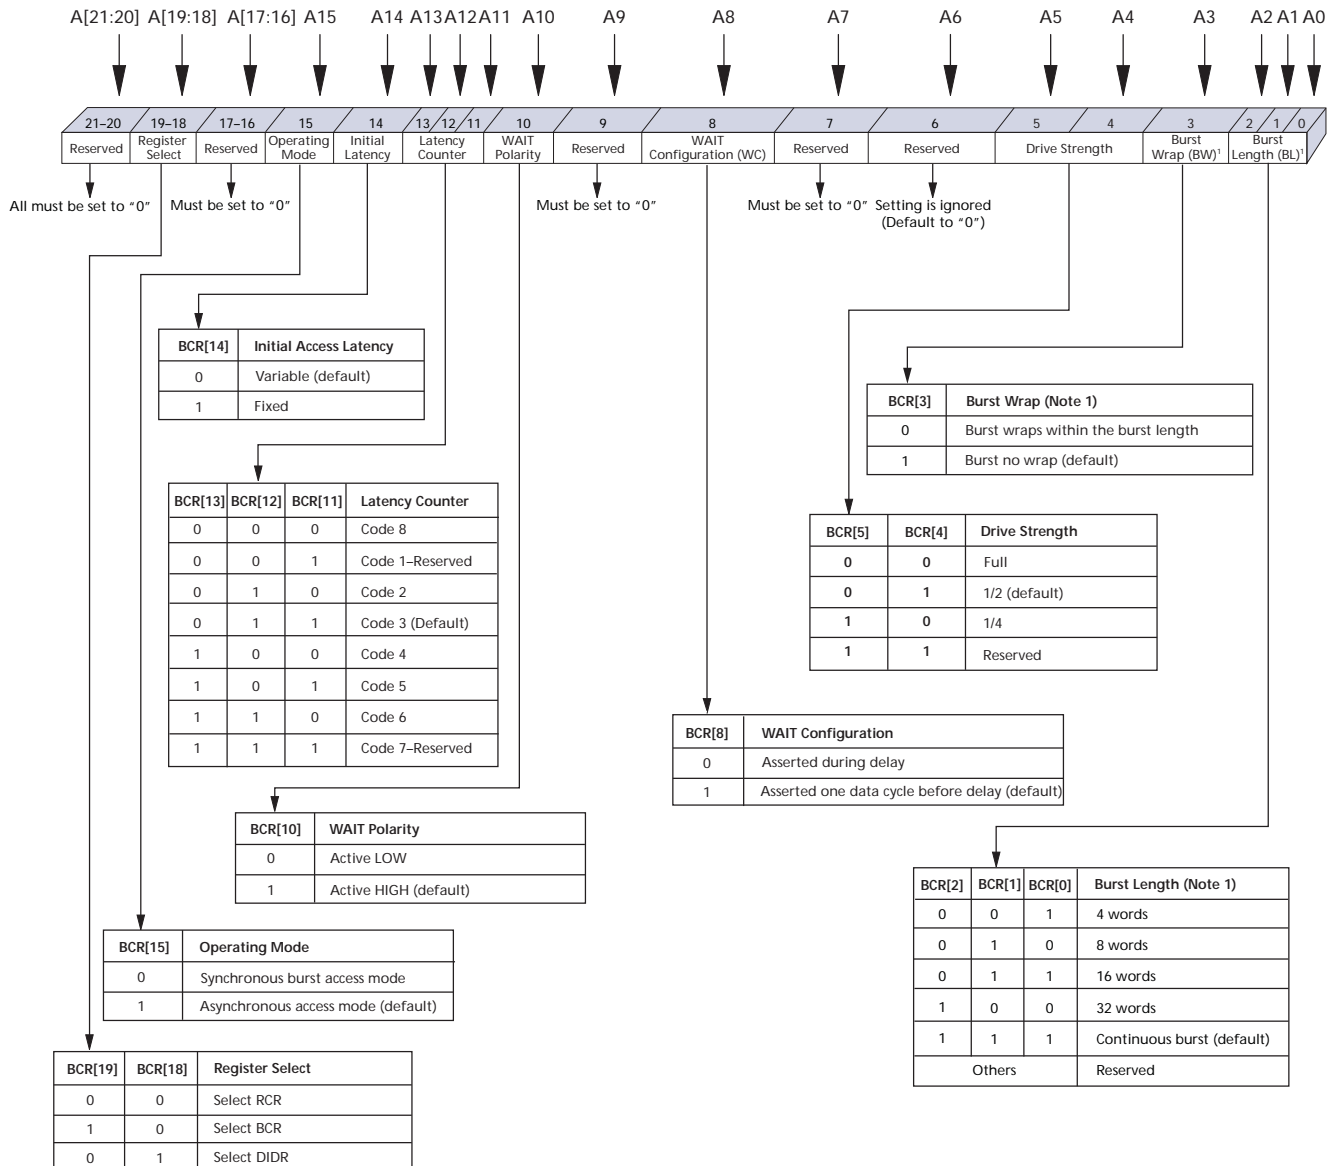 A[21:20] A[19:18] A[17:16] A15 A14 A13 A12 A11 A10 A9 A8 A7 A6 A5 A4 A3 A2 A1 A0
21–20 19–18 17–16 15 14 13 12 11 10 9 8 7 6 5 4 3 2 1 0
Reserved
Register
Select
Reserved
Operating
Mode
Initial
Latency
Latency
Counter
WAIT
Polarity
Reserved
WAIT
Configuration (WC)
Reserved
Reserved
Drive Strength
Burst
Wrap (BW)¹
Burst
Length (BL)¹
All must be set to "0"
Must be set to "0"
Must be set to "0"
Must be set to "0"
Setting is ignored
(Default to "0")
BCR[14] Initial Access Latency
0 Variable (default)
1 Fixed
BCR[3] Burst Wrap (Note 1)
0 Burst wraps within the burst length
1 Burst no wrap (default)
BCR[13] BCR[12] BCR[11] Latency Counter
0 0 0 Code 8
0 0 1 Code 1–Reserved
0 1 0 Code 2
0 1 1 Code 3 (Default)
1 0 0 Code 4
1 0 1 Code 5
1 1 0 Code 6
1 1 1 Code 7–Reserved
BCR[5] BCR[4] Drive Strength
0 0 Full
0 1 1/2 (default)
1 0 1/4
1 1 Reserved
BCR[8] WAIT Configuration
0 Asserted during delay
1 Asserted one data cycle before delay (default)
BCR[10] WAIT Polarity
0 Active LOW
1 Active HIGH (default)
BCR[2] BCR[1] BCR[0] Burst Length (Note 1)
0 0 1 4 words
0 1 0 8 words
0 1 1 16 words
1 0 0 32 words
1 1 1 Continuous burst (default)
Others Reserved
BCR[15] Operating Mode
0 Synchronous burst access mode
1 Asynchronous access mode (default)
BCR[19] BCR[18] Register Select
0 0 Select RCR
1 0 Select BCR
0 1 Select DIDR